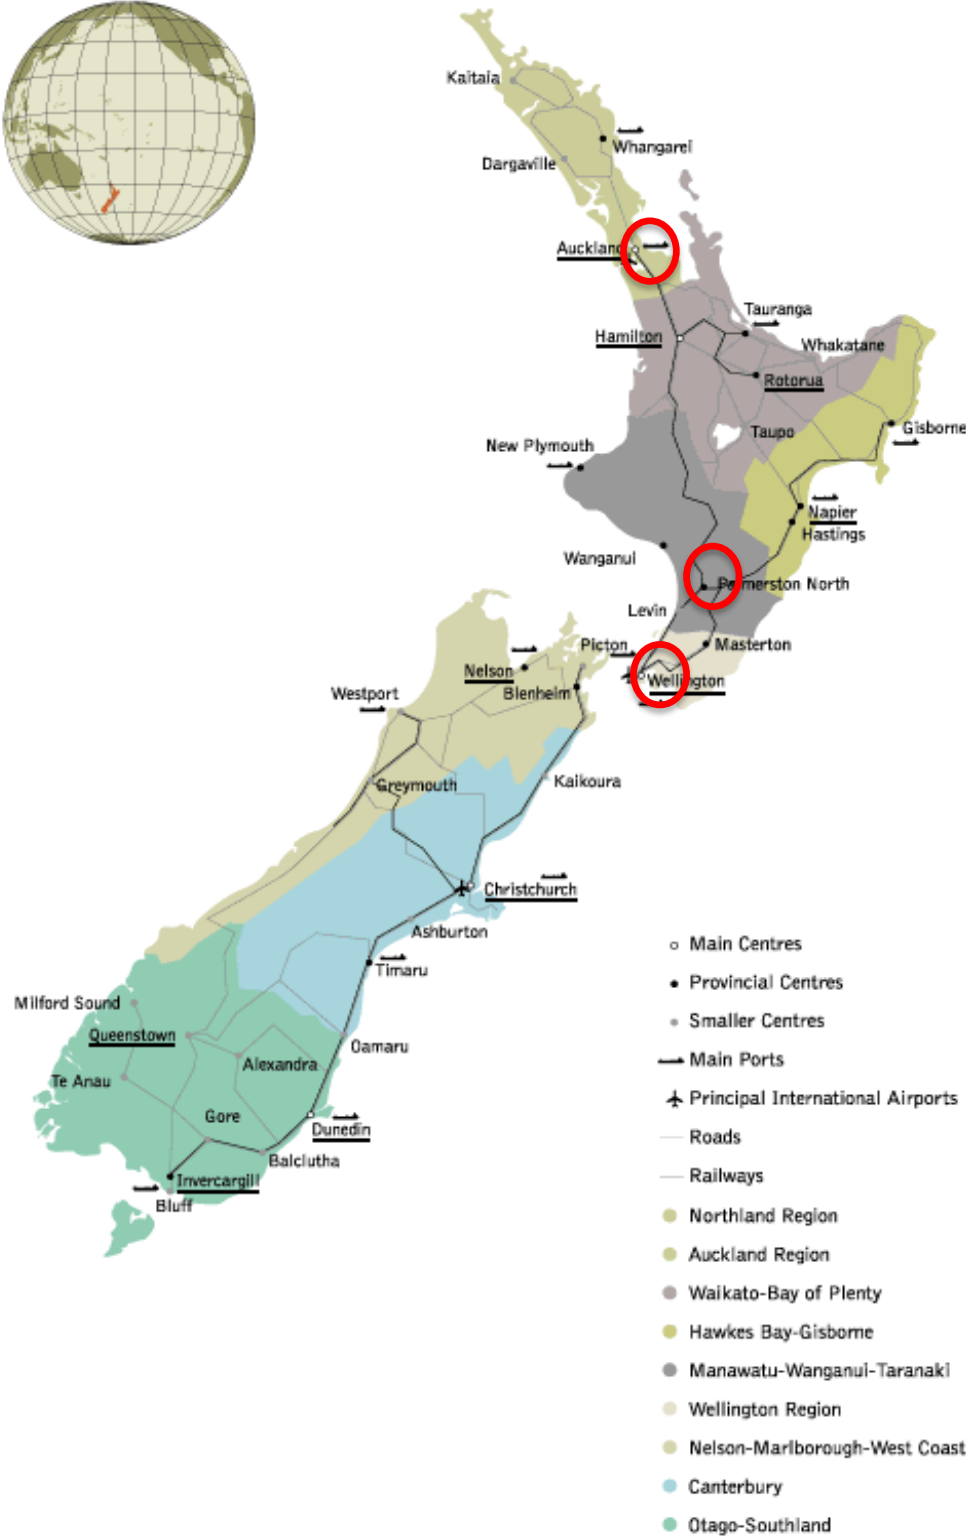 Kaitaia
Whangarei
Dargaville
Auckland
Tauranga
Hamilton
Whakatane
Rotorua
Gisborne
Taupo
New Plymouth
Napier
Hastings
Wanganui
Palmerston North
Levin
Picton
Masterton
Nelson
Wellington
Blenheim
Westport
Kaikoura
Greymouth
Christchurch
Ashburton
Timaru
Milford Sound
Queenstown
Oamaru
Alexandra
Te Anau
Gore
Dunedin
Balclutha
Invercargill
Bluff
Main Centres
Provincial Centres
Smaller Centres
Main Ports
Principal International Airports
Roads
Railways
Northland Region
Auckland Region
Waikato-Bay of Plenty
Hawkes Bay-Gisborne
Manawatu-Wanganui-Taranaki
Wellington Region
Nelson-Marlborough-West Coast
Canterbury
Otago-Southland